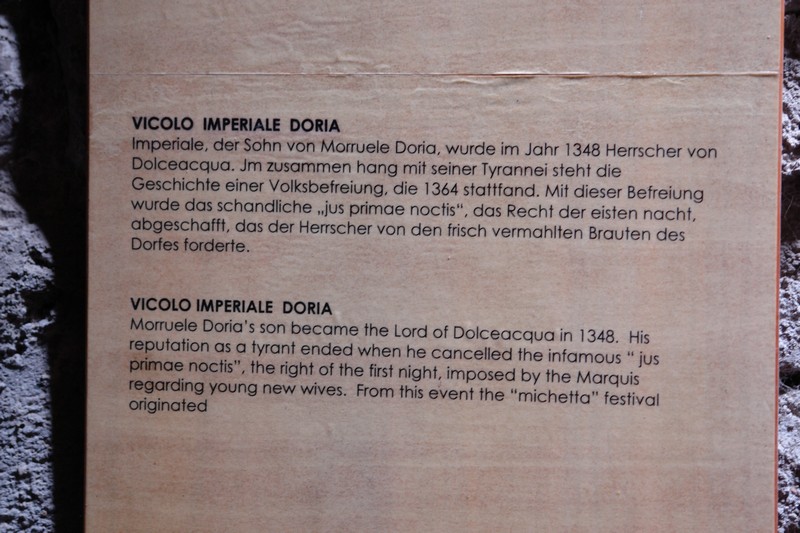 VICOLO IMPERIALE DORIA
Imperiale, der Sohn von Morruele Doria, wurde im Jahr 1348 Herrscher von
Dolceacqua. Jm zusammen hang mit seiner Tyrannei steht die
Geschichte einer Volksbefreiung, die 1364 stattfand. Mit dieser Befreiung
wurde das schandliche „jus primae noctis“, das Recht der eisten nacht,
abgeschafft, das der Herrscher von den frisch vermahlten Brauten des
Dorfes forderte.
VICOLO IMPERIALE DORIA
Morruele Doria's son became the Lord of Dolceacqua in 1348. His
reputation as a tyrant ended when he cancelled the infamous “ jus
primae noctis”, the right of the first night, imposed by the Marquis
regarding young new wives. From this event the “michetta” festival
originated